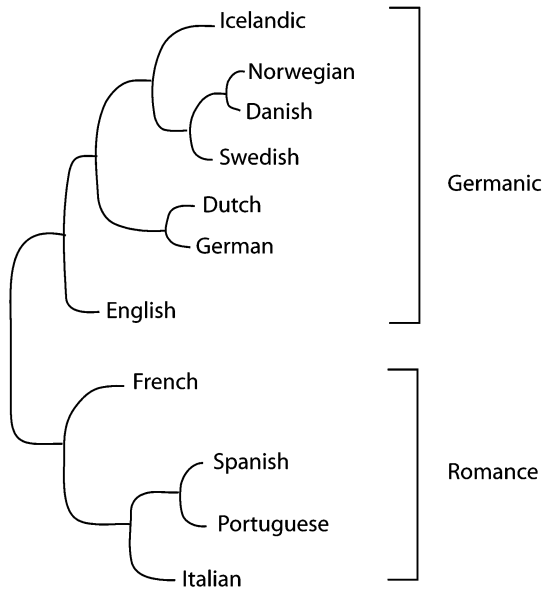 Icelandic
Norwegian
Danish
Swedish
Dutch
German
English
Germanic
French
Spanish
Portuguese
Italian
Romance